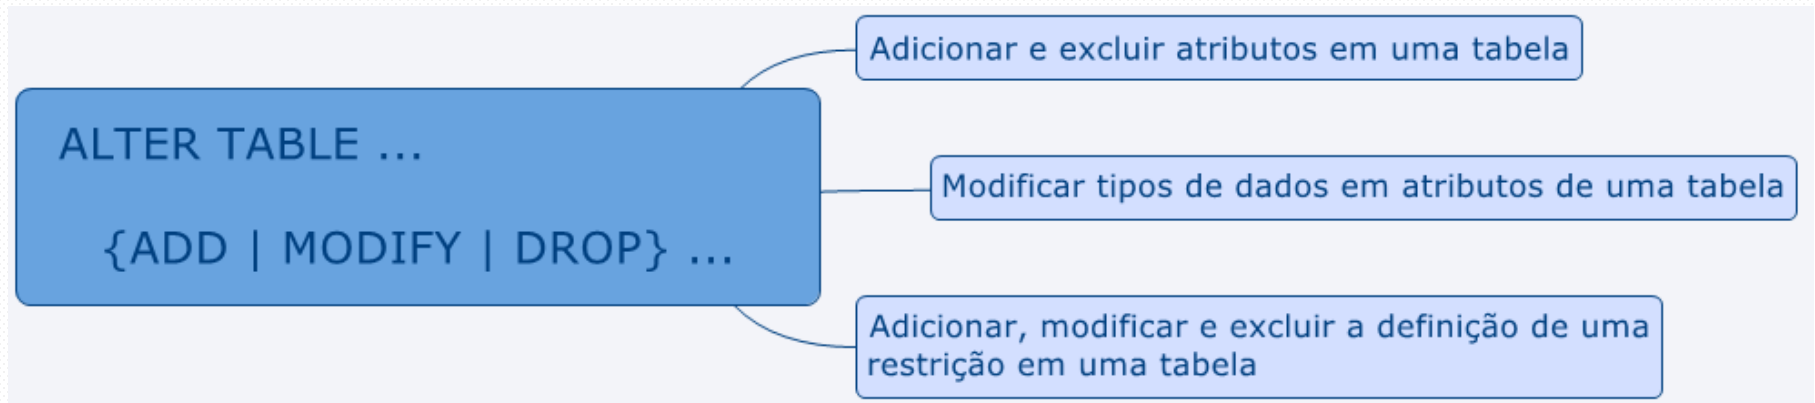 ALTER TABLE ...
{ADD | MODIFY | DROP} ...
Adicionar e excluir atributos em uma tabela
Modificar tipos de dados em atributos de uma tabela
Adicionar, modificar e excluir a definição de uma
restrição em uma tabela